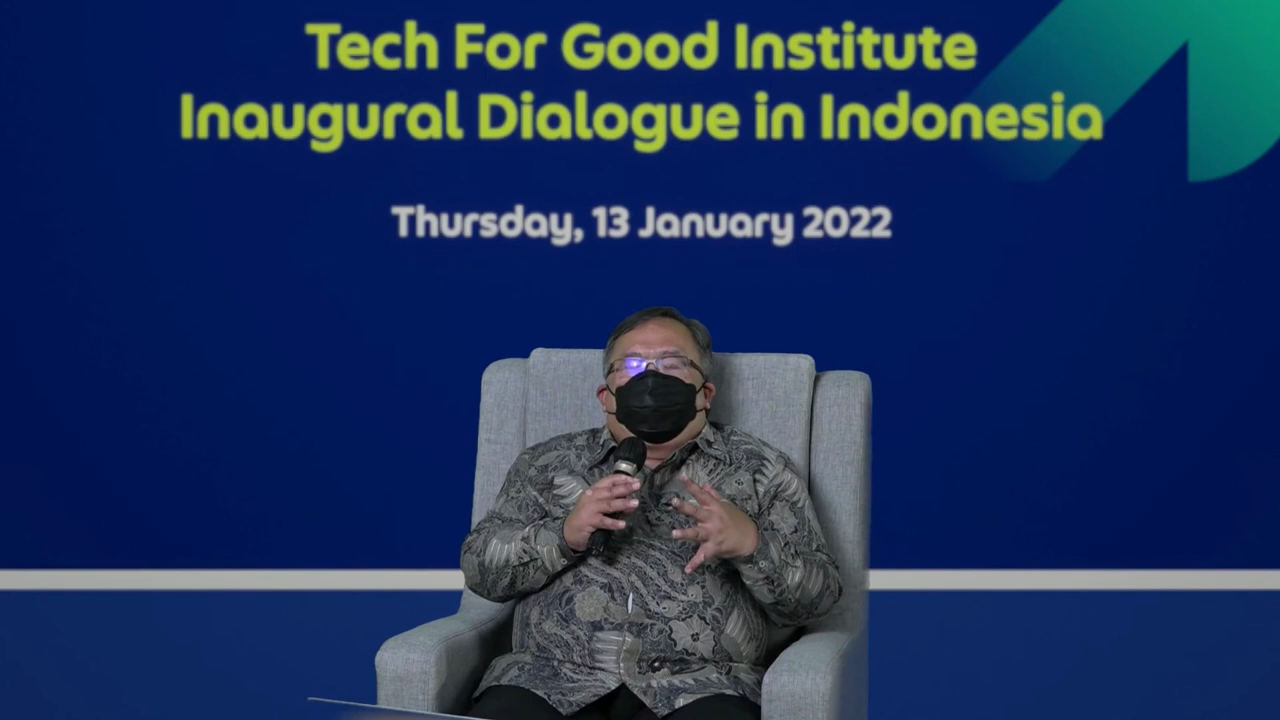 Tech For Good Institute
Inaugural Dialogue in Indonesia
Thursday, 13 January 2022